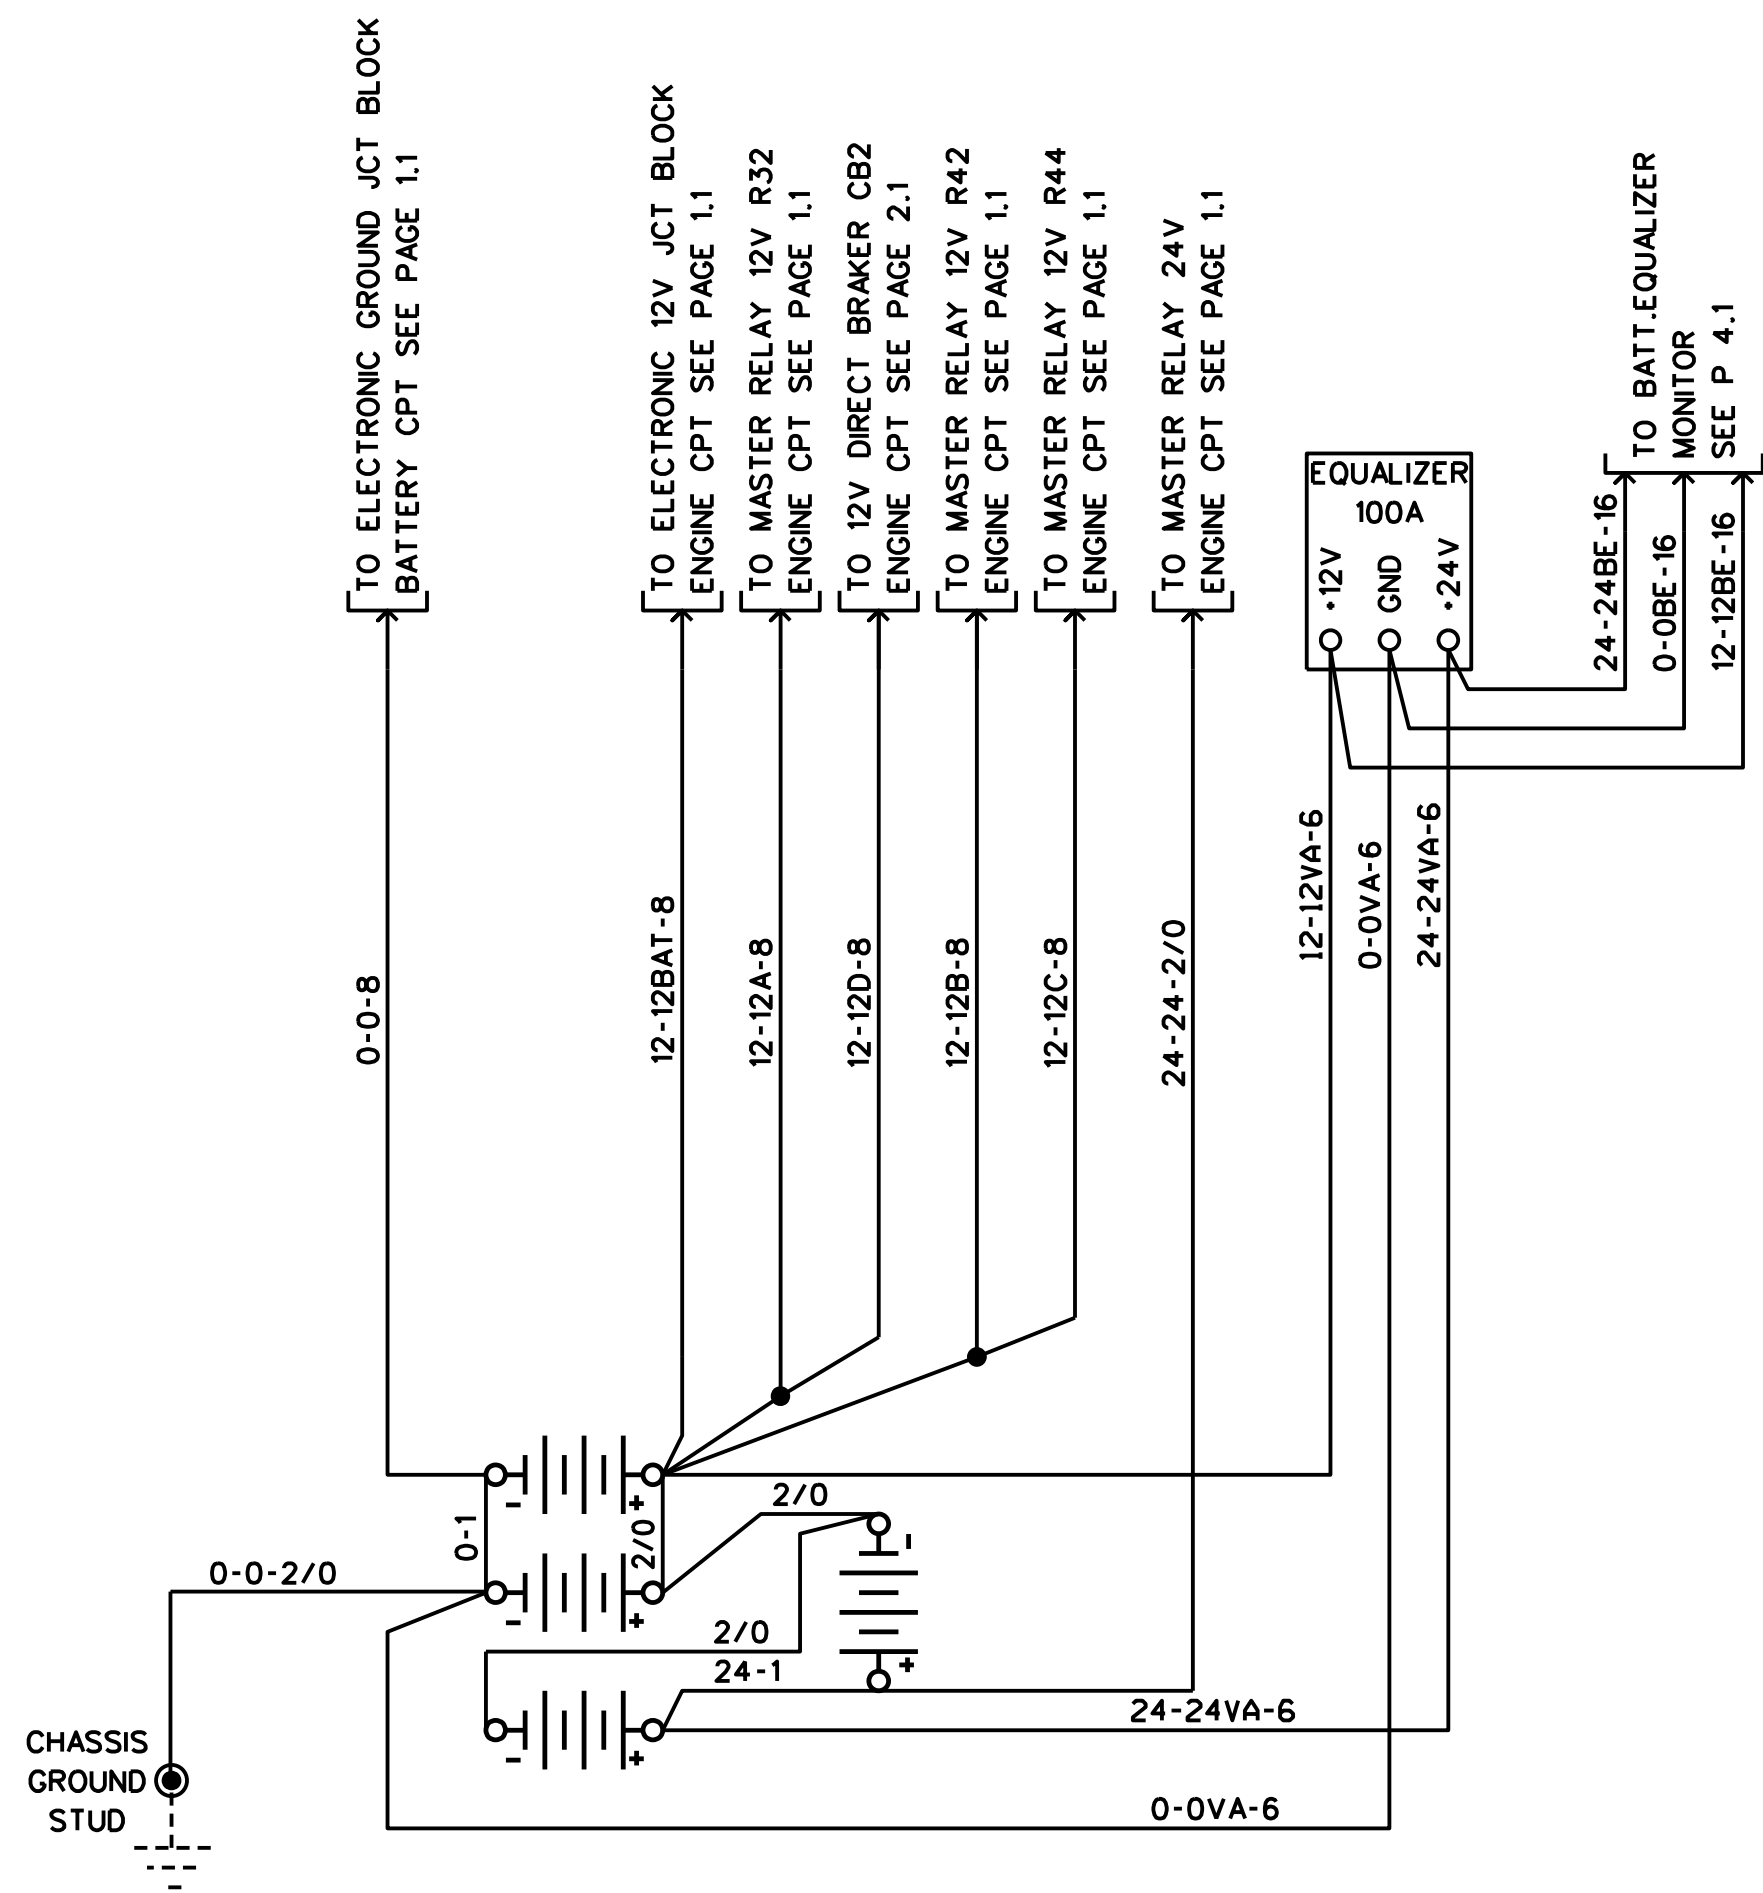 TO ELECTRONIC GROUND JCT BLOCK
BATTERY CPT SEE PAGE 1.1
TO ELECTRONIC 12V JCT BLOCK
ENGINE CPT SEE PAGE 1.1
TO MASTER RELAY 12V R32
ENGINE CPT SEE PAGE 1.1
TO 12V DIRECT BRAKER CB2
ENGINE CPT SEE PAGE 2.1
TO MASTER RELAY 12V R42
ENGINE CPT SEE PAGE 1.1
TO MASTER RELAY 12V R44
ENGINE CPT SEE PAGE 1.1
TO MASTER RELAY 24V
ENGINE CPT SEE PAGE 1.1
EQUALIZER
100A
+12V
GND
+24V
TO BATT.EQUALIZER
MONITOR
SEE P 4.1
24-24BE-16
0-0BE-16
12-12BE-16
0-0-8
12-12BAT-8
12-12A-8
12-12D-8
12-12B-8
12-12C-8
24-24-2/0
12-12VA-6
0-0VA-6
24-24VA-6
- +
0-1
2/0
2/0
-
0-0-2/0
- +
2/0
+
24-1
24-24VA-6
- +
CHASSIS
GROUND
STUD
0-0VA-6